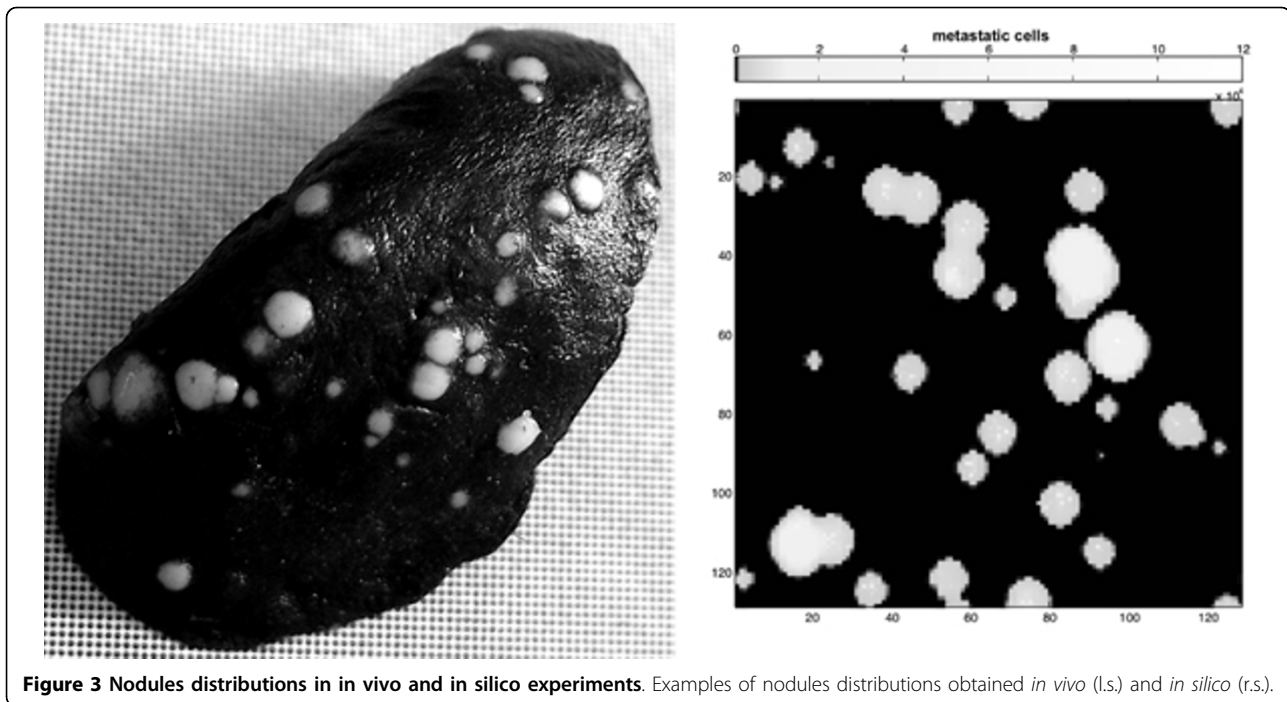 metastatic cells
0 2 4 6 8 10 12
20
40
60
80
100
120
20 40 60 80 100 120
Figure 3 Nodules distributions in in vivo and in silico experiments. Examples of nodules distributions obtained in vivo (l.s.) and in silico (r.s.).